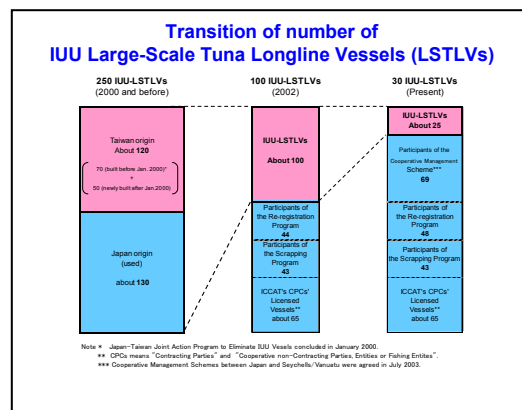 Transition of number of
IUU Large-Scale Tuna Longline Vessels (LSTLVs)
250 IUU-LSTLVs
(2000 and before)
100 IUU-LSTLVs
(2002)
30 IUU-LSTLVs
(Present)
Taiwan origin
About 120
70 (built before Jan. 2000)*
+
50 (newly built after Jan.2000)
Japan origin
(used)
about 130
IUU-LSTLVs
About 100
Participants of
the Re-registration
Program
44
Participants of
the Scrapping
Program
43
ICCAT's CPCs'
Licensed
Vessels**
about 65
IUU-LSTLVs
About 25
Participants of
the Cooperative Management
Scheme***
69
Participants of
the Re-registration
Program
48
Participants of
the Scrapping Program
43
ICCAT's CPCs'
Licensed
Vessels**
about 65
Note * Japan-Taiwan Joint Action Program to Eliminate IUU Vesels concluded in January 2000.
** CPCs means "Contracting Parties" and "Cooperative non-Contracting Parties, Entities or Fishing Entites".
*** Cooperative Management Schemes between Japan and Seychells/Vanuatu were agreed in July 2003.